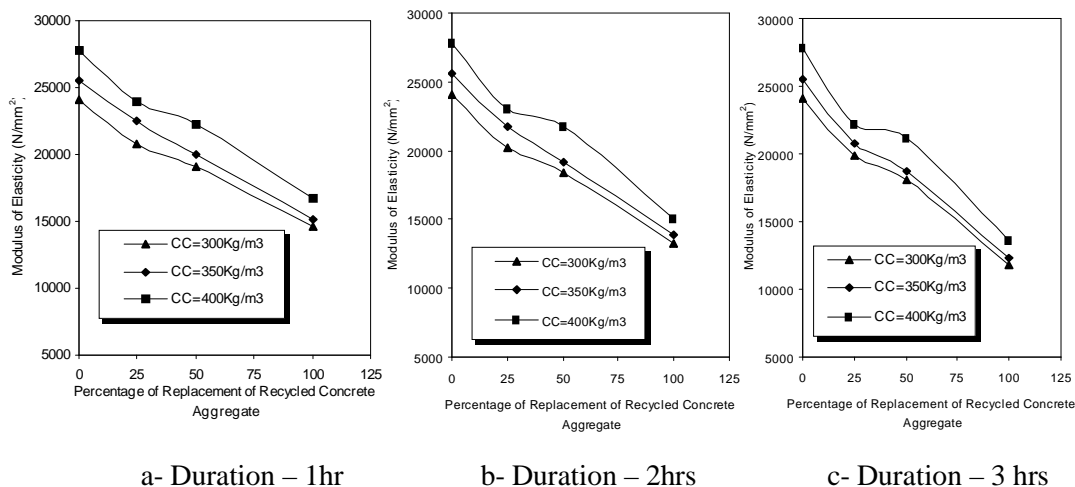 30000
25000
20000
15000
10000
5000
Modulus of Elasticity (N/mm²;
CC=300Kg/m3
CC=350Kg/m3
CC=400Kg/m3
0 25 50 75 100 125
Percentage of Replacement of Recycled Concrete
Aggregate
a- Duration – 1hr
30000
25000
20000
15000
10000
5000
Modulus of Elasticity (N/mm²;
CC=300Kg/m3
CC=350Kg/m3
CC=400Kg/m3
0 25 50 75 100 125
Percentage of Replacement of Recycled Concrete
Aggregate
b- Duration – 2hrs
30000
25000
20000
15000
10000
5000
Modulus of Elasticity (N/mm²)
CC=300Kg/m3
CC=350Kg/m3
CC=400Kg/m3
0 25 50 75 100 125
Percentage of Replacement of Recycled Concrete
Aggregate
c- Duration – 3 hrs